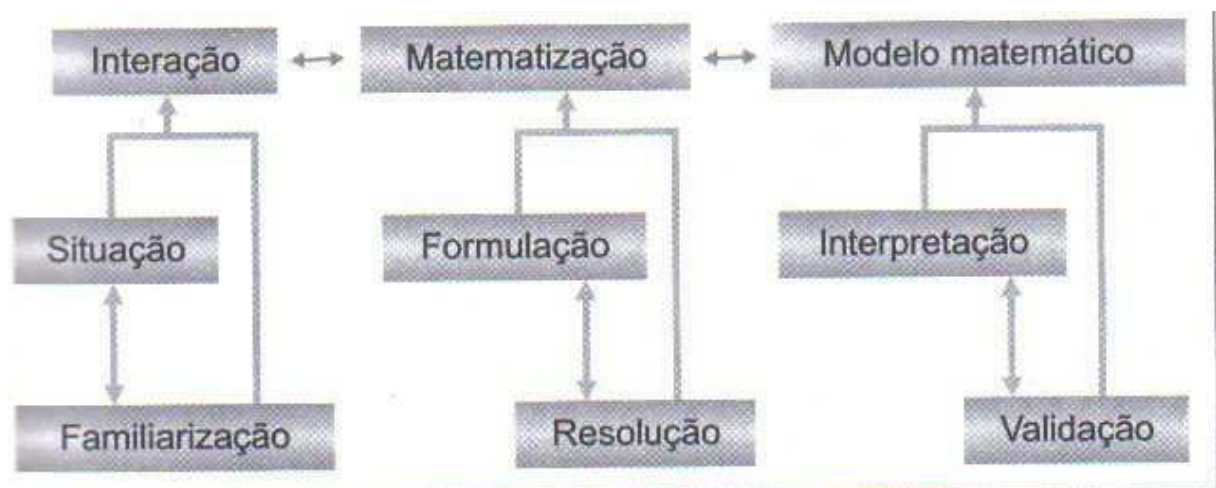 Interação
Matematização
Modelo matemático
Situação
Formulação
Interpretação
Familiarização
Resolução
Validação